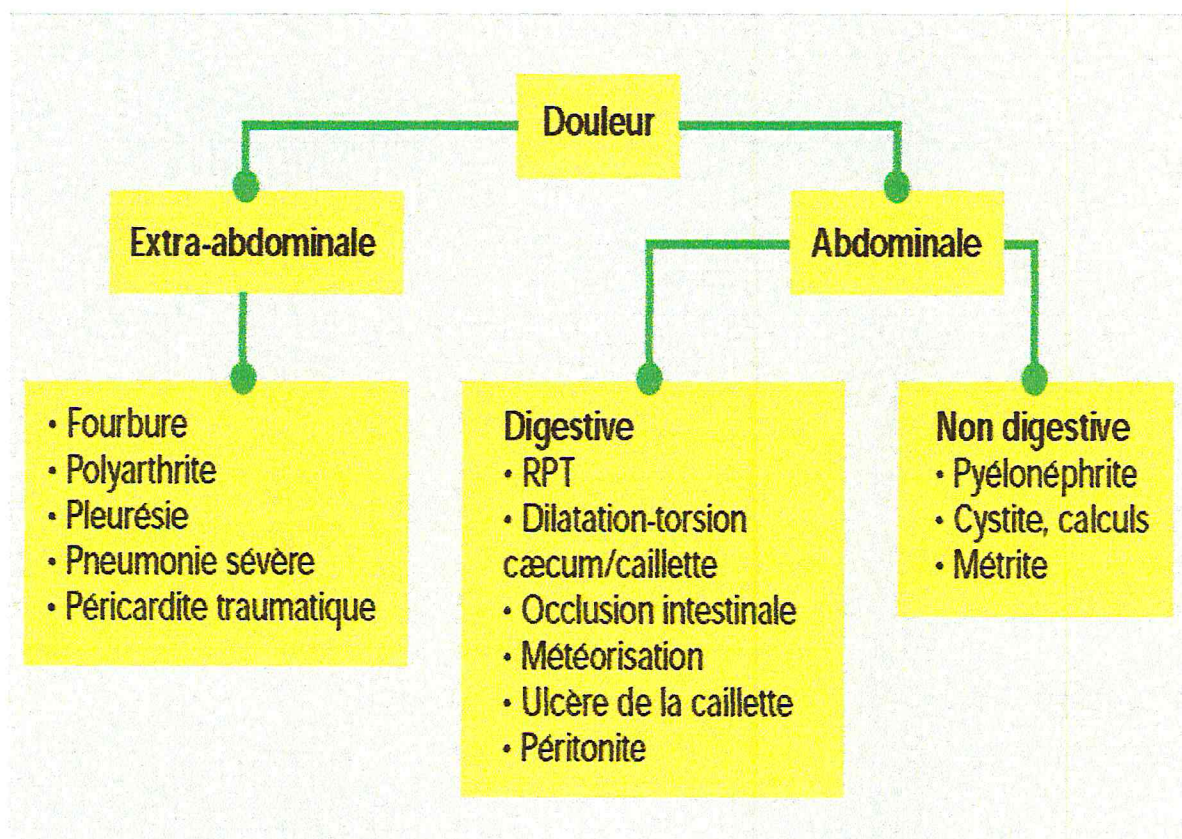 Douleur
Extra-abdominale
Abdominale
• Fourbure
• Polyarthrite
• Pleurésie
• Pneumonie sévère
• Péricardite traumatique
Digestive
• RPT
• Dilatation-torsion
cæcum/caillette
• Occlusion intestinale
• Météorisation
• Ulcère de la caillette
• Péritonite
Non digestive
• Pyélonéphrite
• Cystite, calculs
• Métrite